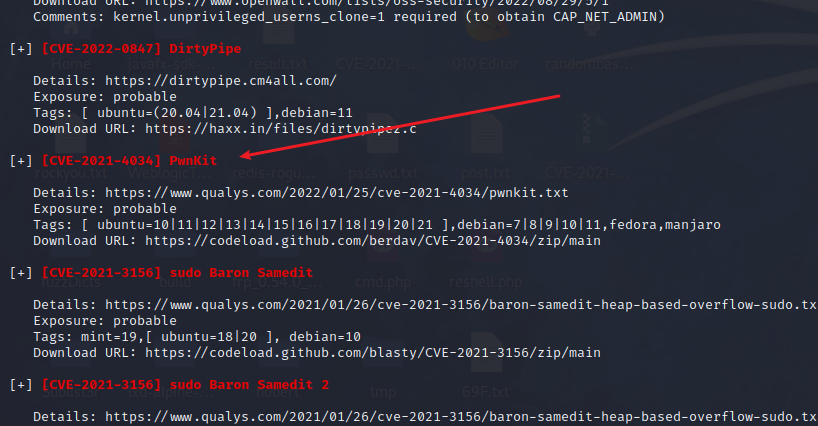 Download URL: https://www.openwall.com/lists/oss-security/2022/08/29/5/1
Comments: kernel.unprivileged_userns_clone=1 required (to obtain CAP_NET_ADMIN)
[+] [CVE-2022-0847] DirtyPipe
Details: https://dirtypipe.cm4all.com/
Exposure: probable
Tags: [ ubuntu=(20.04|21.04) ],debian=11
Download URL: https://haxx.in/files/dirtypipez.c
[+] [CVE-2021-4034] PwnKit
Details: https://www.qualys.com/2022/01/25/cve-2021-4034/pwnkit.txt
Exposure: probable
Tags: [ ubuntu=10|11|12|13|14|15|16|17|18|19|20|21 ],debian=7|8|9|10|11,fedora,manjaro
Download URL: https://codeload.github.com/berdav/CVE-2021-4034/zip/main
[+] [CVE-2021-3156] sudo Baron Samedit
Details: https://www.qualys.com/2021/01/26/cve-2021-3156/baron-samedit-heap-based-overflow-sudo.tx
Exposure: probable
Tags: mint=19,[ ubuntu=18|20 ], debian=10
Download URL: https://codeload.github.com/blasty/CVE-2021-3156/zip/main
[+] [CVE-2021-3156] sudo Baron Samedit 2
Details: https://www.qualys.com/2021/01/26/cve-2021-3156/baron-samedit-heap-based-overflow-sudo.tx